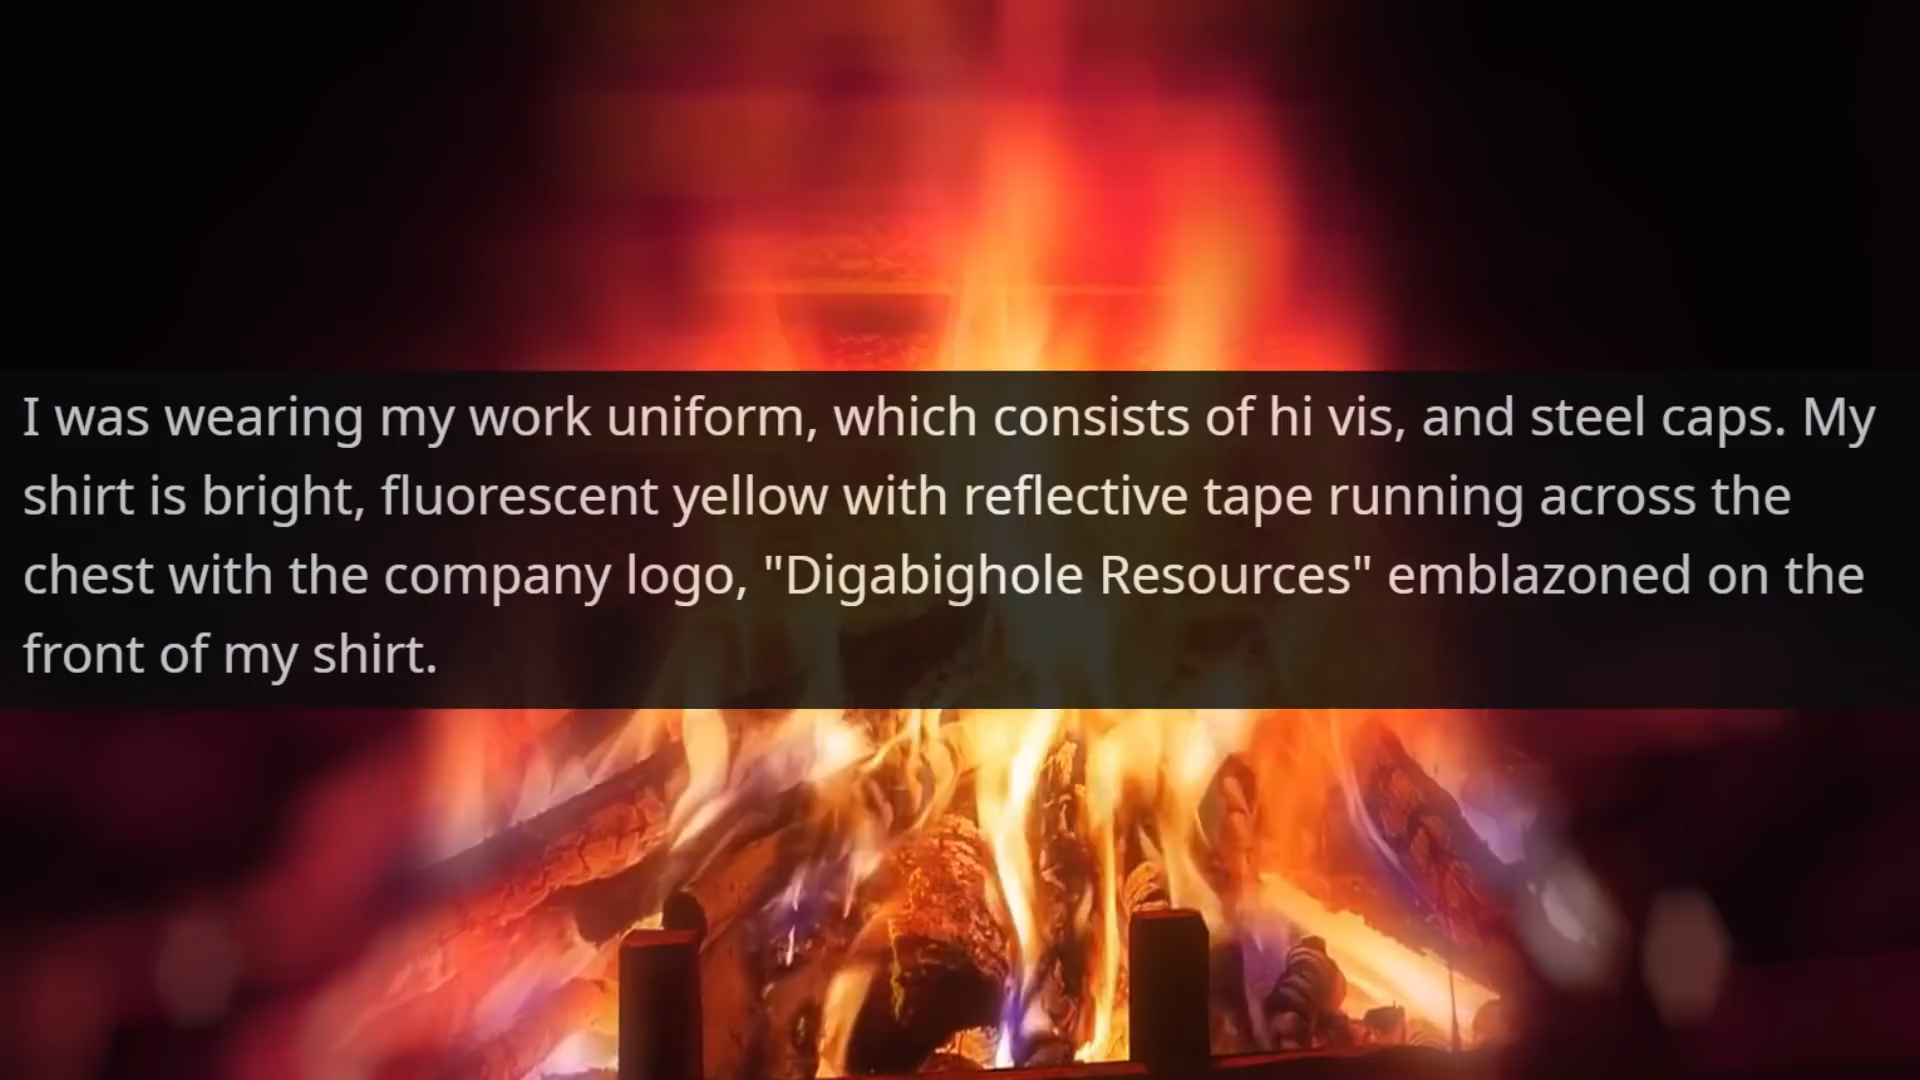 I was wearing my work uniform, which consists of hi vis, and steel caps. My
shirt is bright, fluorescent yellow with reflective tape running across the
chest with the company logo, "Digabighole Resources" emblazoned on the
front of my shirt.